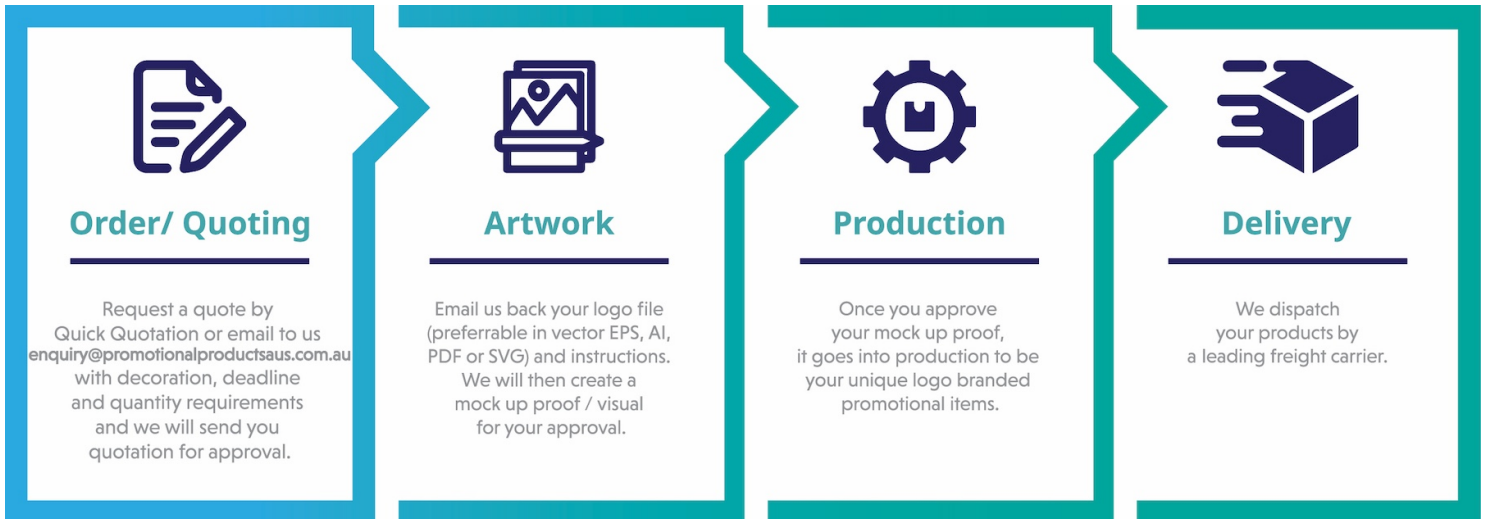 Order/ Quoting
Request a quote by
Quick Quotation or email to us
enquiry@promotionalproductsaus.com.au
with decoration, deadline
and quantity requirements
and we will send you
quotation for approval.
Artwork
Email us back your logo file
(preferrable in vector EPS, AI,
PDF or SVG) and instructions.
We will then create a
mock up proof / visual
for your approval.
Production
Once you approve
your mock up proof,
it goes into production to be
your unique logo branded
promotional items.
Delivery
We dispatch
your products by
a leading freight carrier.